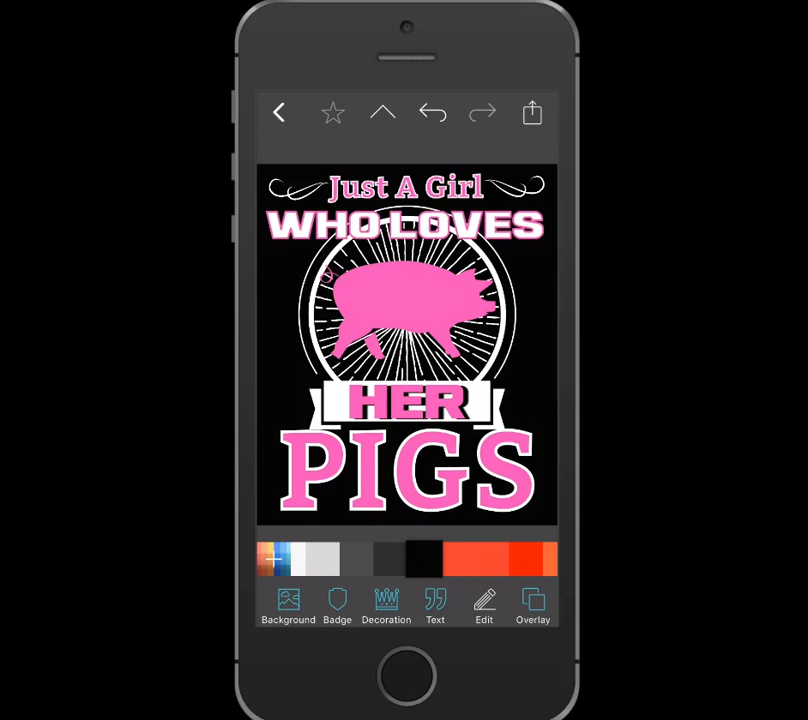 Just A Girl
WHO LOVES
HER
PIGS
Background Badge Decoration Text Edit Overlay